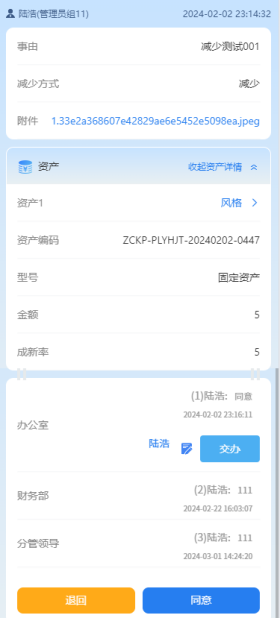 陆浩(管理员组11) 2024-02-02 23:14:32
事由 减少测试001
减少方式 减少
附件 1.33e2a368607e42829ae6e5452e5098ea.jpeg
资产 收起资产详情
资产1 风格
资产编码 ZCKP-PLYHJT-20240202-0447
型号 固定资产
金额 5
成新率 5
(1)陆浩: 同意
2024-02-02 23:16:11
办公室
陆浩 交办
(2)陆浩: 111
财务部
2024-02-22 16:03:07
(3)陆浩: 111
分管领导
2024-03-01 14:24:20
退回 同意